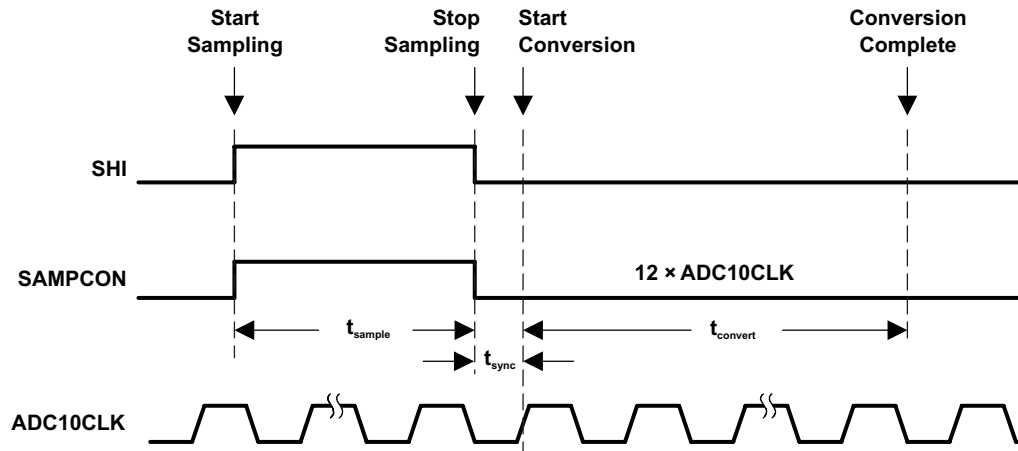 Start
Sampling
Stop
Sampling
Start
Conversion
Conversion
Complete
SHI
SAMPCON
12 × ADC10CLK
tsample
tconvert
tsync
ADC10CLK